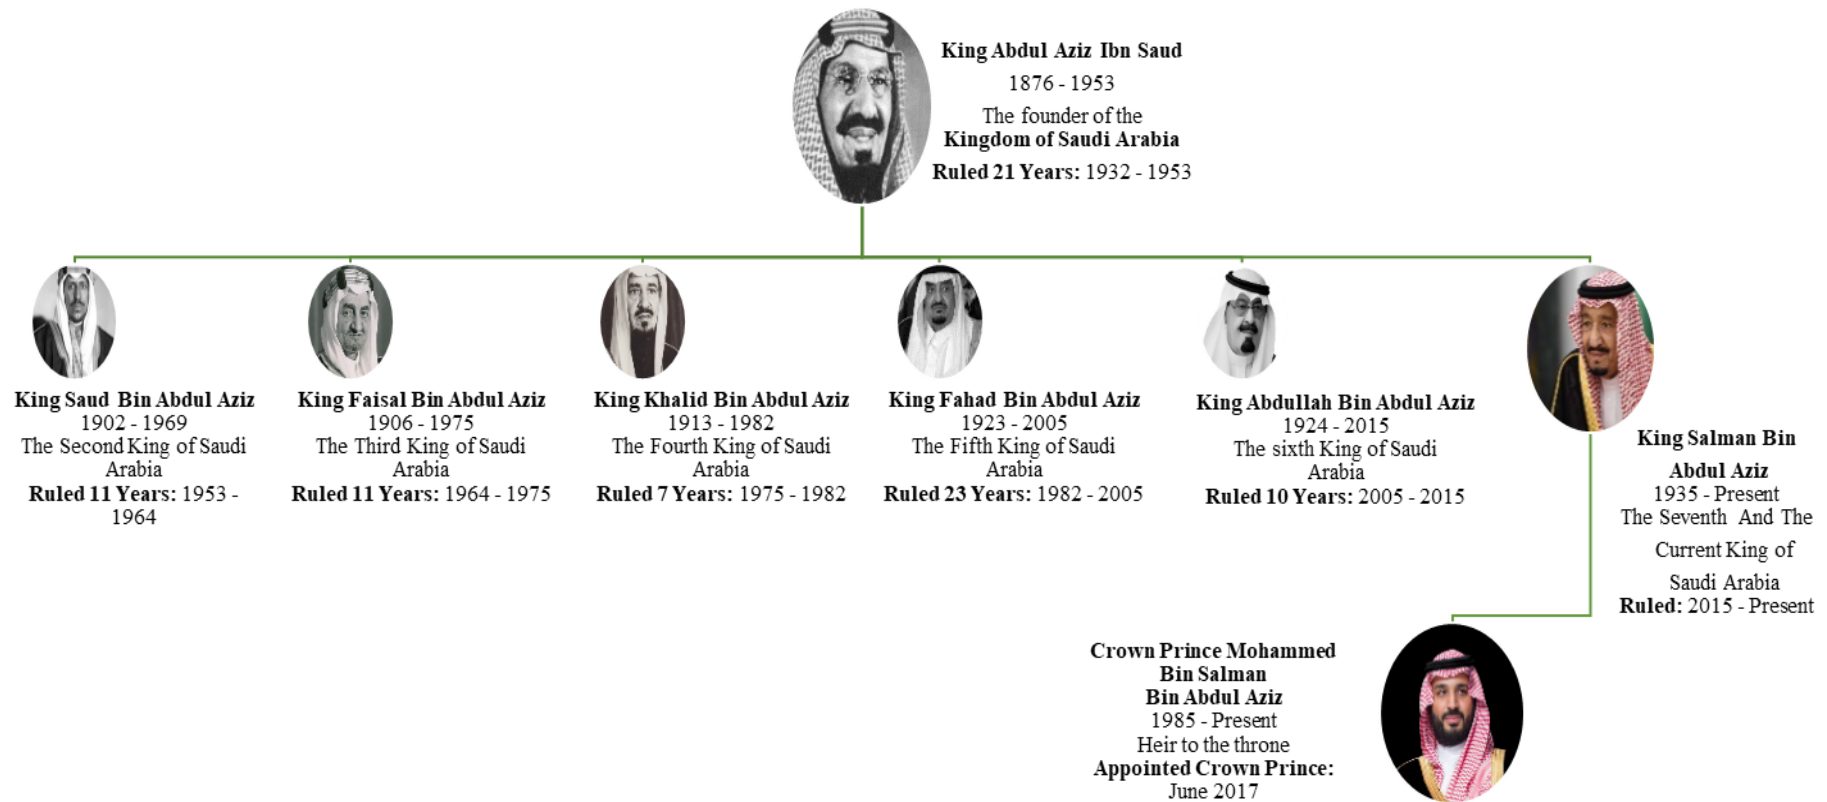 King Abdul Aziz Ibn Saud
1876 - 1953
The founder of the
Kingdom of Saudi Arabia
Ruled 21 Years: 1932 - 1953
King Saud Bin Abdul Aziz
1902 - 1969
The Second King of Saudi
Arabia
Ruled 11 Years: 1953 -
1964
King Faisal Bin Abdul Aziz
1906 - 1975
The Third King of Saudi
Arabia
Ruled 11 Years: 1964 - 1975
King Khalid Bin Abdul Aziz
1913 - 1982
The Fourth King of Saudi
Arabia
Ruled 7 Years: 1975 - 1982
King Fahad Bin Abdul Aziz
1923 - 2005
The Fifth King of Saudi
Arabia
Ruled 23 Years: 1982 - 2005
King Abdullah Bin Abdul Aziz
1924 - 2015
The sixth King of Saudi
Arabia
Ruled 10 Years: 2005 - 2015
King Salman Bin
Abdul Aziz
1935 - Present
The Seventh And The
Current King of
Saudi Arabia
Ruled: 2015 - Present
Crown Prince Mohammed
Bin Salman
Bin Abdul Aziz
1985 - Present
Heir to the throne
Appointed Crown Prince:
June 2017